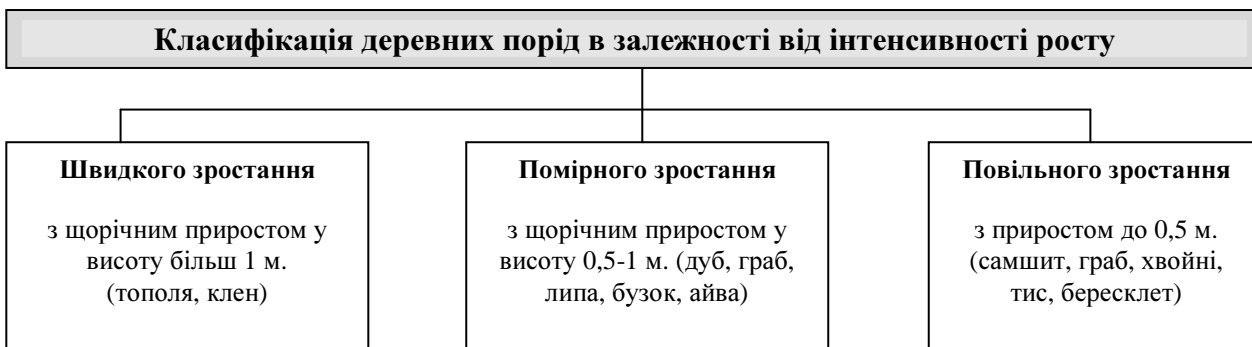 Класифікація деревних порід в залежності від інтенсивності росту
Швидкого зростання
з щорічним приростом у
висоту більш 1 м.
(тополя, клен)
Помірного зростання
з щорічним приростом у
висоту 0,5-1 м. (дуб, граб,
липа, бузок, айва)
Повільного зростання
з приростом до 0,5 м.
(самшит, граб, хвойні,
тис, бересклет)